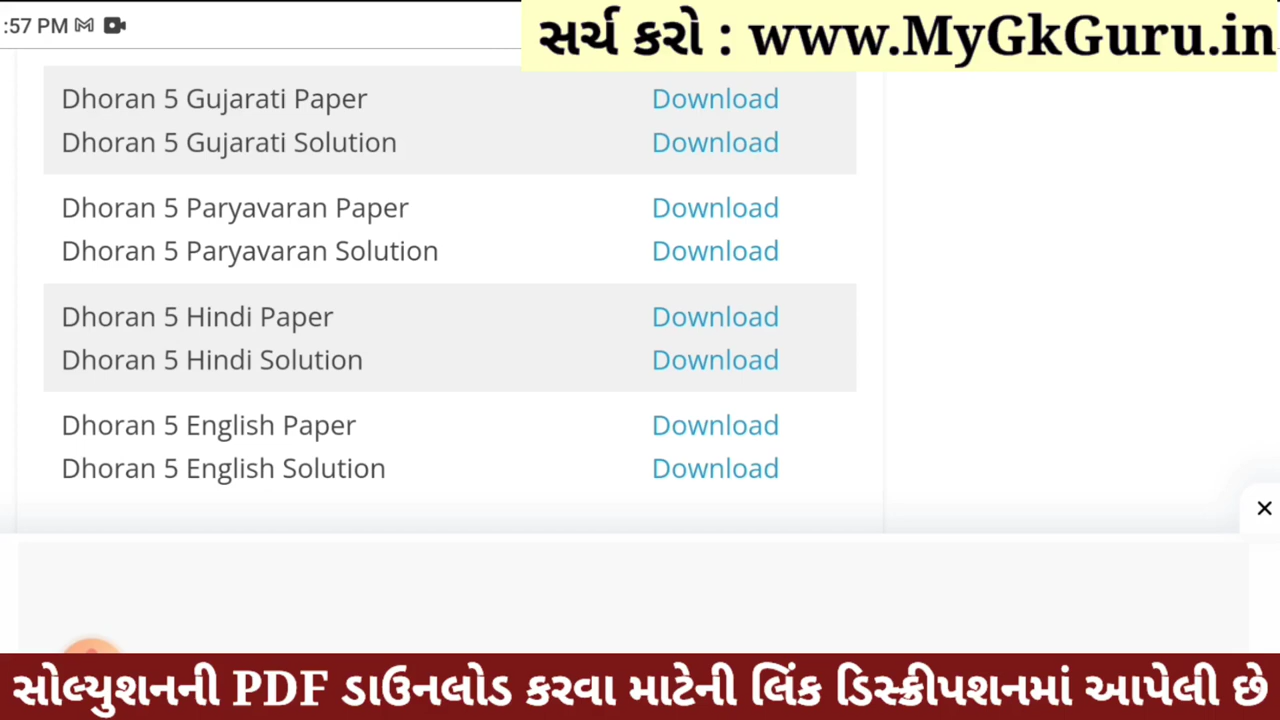 :57 PM
સર્ચ કરો : www.MyGkGuru.in
Dhoran 5 Gujarati Paper Download
Dhoran 5 Gujarati Solution Download
Dhoran 5 Paryavaran Paper Download
Dhoran 5 Paryavaran Solution Download
Dhoran 5 Hindi Paper Download
Dhoran 5 Hindi Solution Download
Dhoran 5 English Paper Download
Dhoran 5 English Solution Download
સોલ્યુશનની PDF ડાઉનલોડ કરવા માટેની લિંક ડિસ્ક્રીપશનમાં આપેલી છે